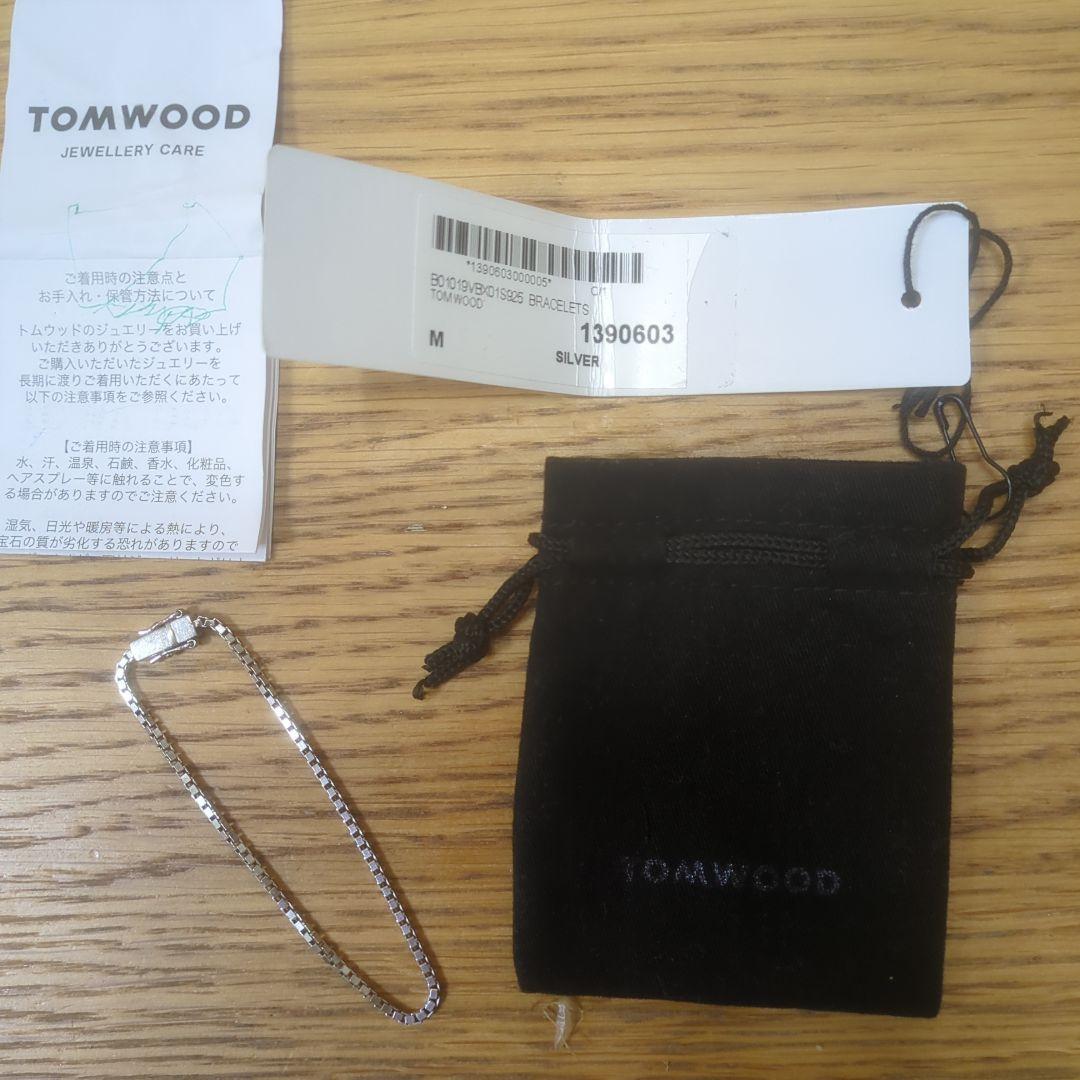 TOMWOOD
JEWELLERY CARE
ご着用時の注意点と
お手入れ・保管方法について
トムウッドのジュエリーをお買い上げ
いただきありがとうございます。
ご購入いただいたジュエリーを
長期に渡りご着用いただくにあたって
以下の注意事項をご参照ください。
【ご着用時の注意事項】
水、汗、温泉、石鹸、香水、化粧品、
ヘアスプレー等に触れることで、変色す
る場合がありますのでご注意ください。
湿気、日光や暖房等による熱により、
宝石の質が劣化する恐れがありますので
*1390603000005*
C/1
B01019VBX01S925 BRACELETS
TOMWOOD
M
1390603
SILVER
TOMWOOD